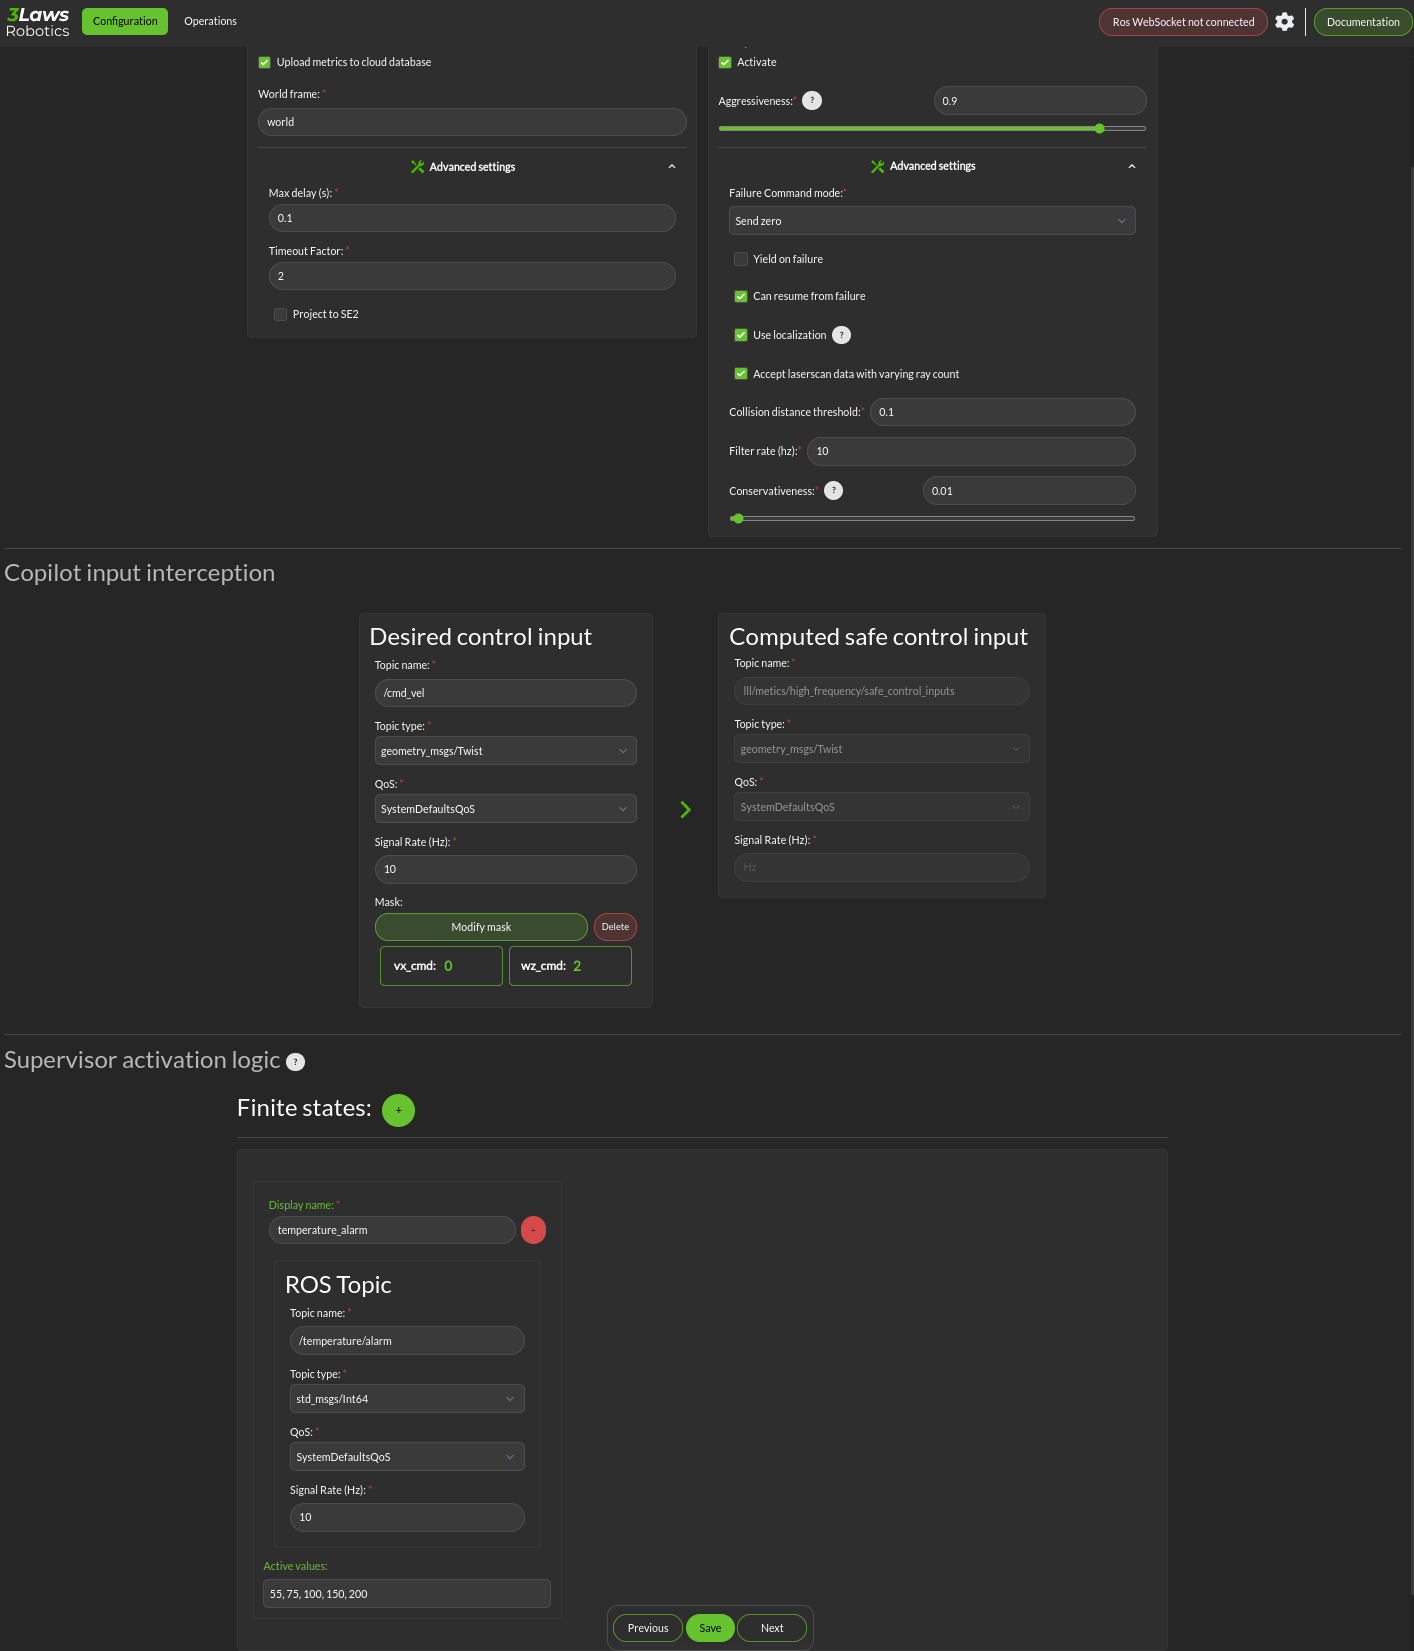 3Laws
Robotics
Configuration
Operations
Ros WebSocket not connected
Documentation
Upload metrics to cloud database
World frame: *
world
Advanced settings
Max delay (s): *
0.1
Timeout Factor: *
2
Project to SE2
Activate
Aggressiveness:* ?
0.9
Advanced settings
Failure Command mode:*
Send zero
Yield on failure
Can resume from failure
Use localization ?
Accept laserscan data with varying ray count
Collision distance threshold:* 0.1
Filter rate (hz):* 10
Conservativeness:* ? 0.01
Copilot input interception
Desired control input
Topic name: *
/cmd_vel
Topic type: *
geometry_msgs/Twist
QoS: *
SystemDefaultsQoS
Signal Rate (Hz): *
10
Mask:
Modify mask
Delete
vx_cmd: 0
wz_cmd: 2
Computed safe control input
Topic name: *
lll/metics/high_frequency/safe_control_inputs
Topic type: *
geometry_msgs/Twist
QoS: *
SystemDefaultsQoS
Signal Rate (Hz): *
Hz
Supervisor activation logic ?
Finite states: +
Display name: *
temperature_alarm
-
ROS Topic
Topic name: *
/temperature/alarm
Topic type: *
std_msgs/Int64
QoS: *
SystemDefaultsQoS
Signal Rate (Hz): *
10
Active values:
55, 75, 100, 150, 200
Previous
Save
Next